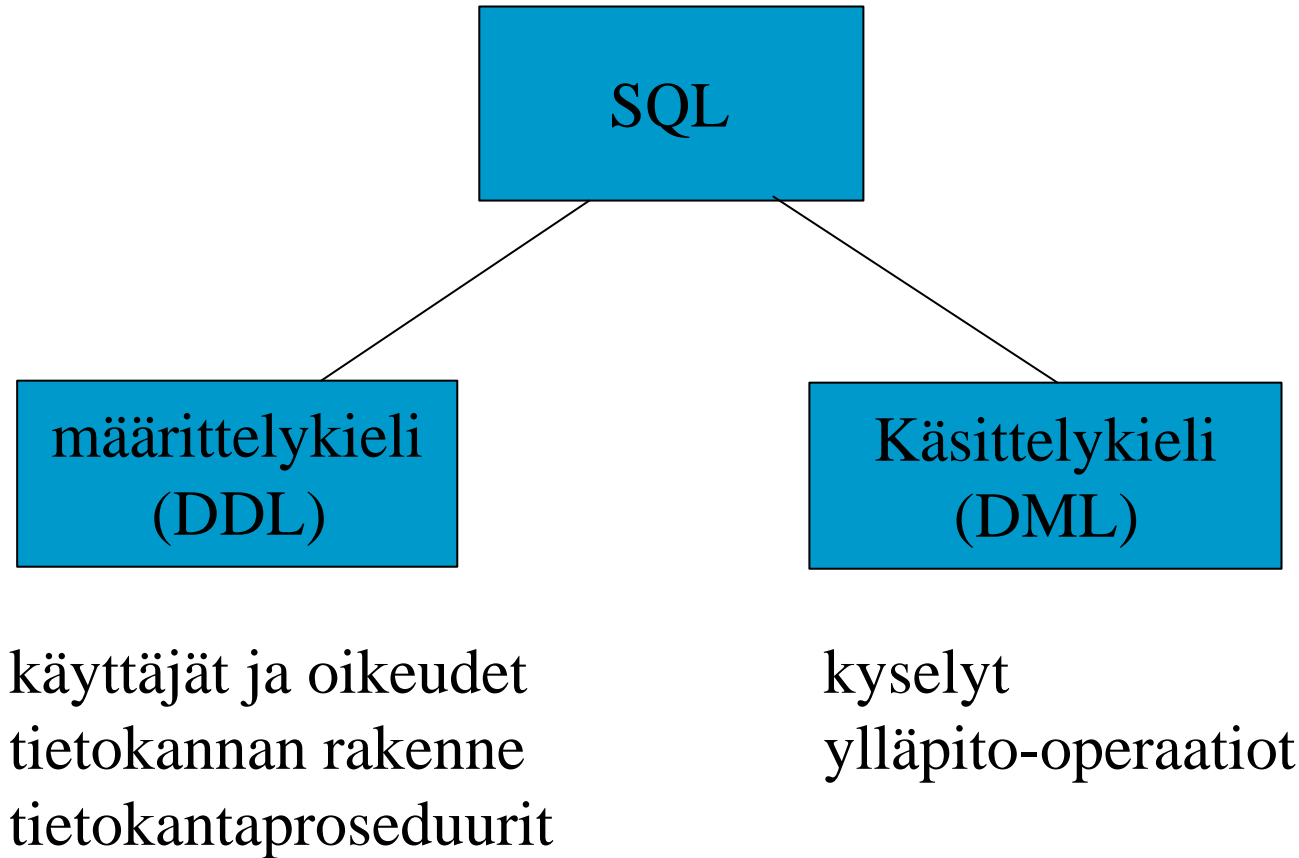 SQL
määrittelykieli
(DDL)
Käsittelykieli
(DML)
käyttäjät ja oikeudet
tietokannan rakenne
tietokantaproseduurit
kyselyt
ylläpito-operaatiot